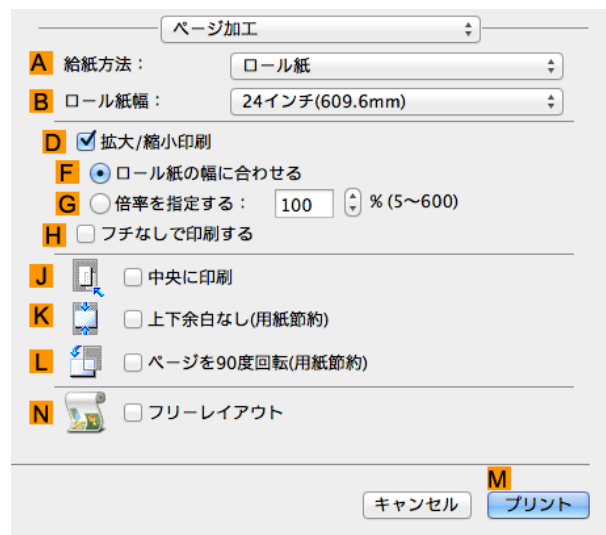 ページ加工
A 給紙方法： ロール紙
B ロール紙幅： 24インチ(609.6mm)
D 拡大/縮小印刷
F ロール紙の幅に合わせる
G 倍率を指定する： 100 % (5〜600)
H フチなしで印刷する
J 中央に印刷
K 上下余白なし(用紙節約)
L ページを90度回転(用紙節約)
N フリーレイアウト
M
キャンセル プリント